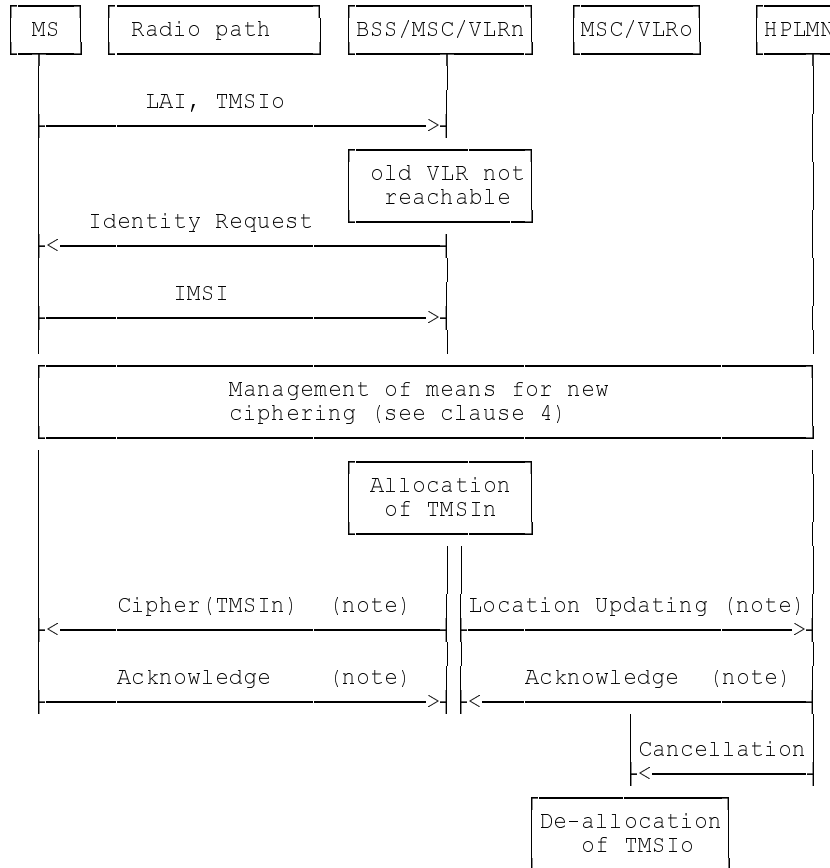 MS Radio path BSS/MSC/VLRn MSC/VLRo HPLMN
LAI, TMSIo
old VLR not
reachable
Identity Request
IMSI
Management of means for new
ciphering (see clause 4)
Allocation
of TMSIn
Cipher(TMSIn) (note) Location Updating (note)
Acknowledge (note) Acknowledge (note)
Cancellation
De-allocation
of TMSIo